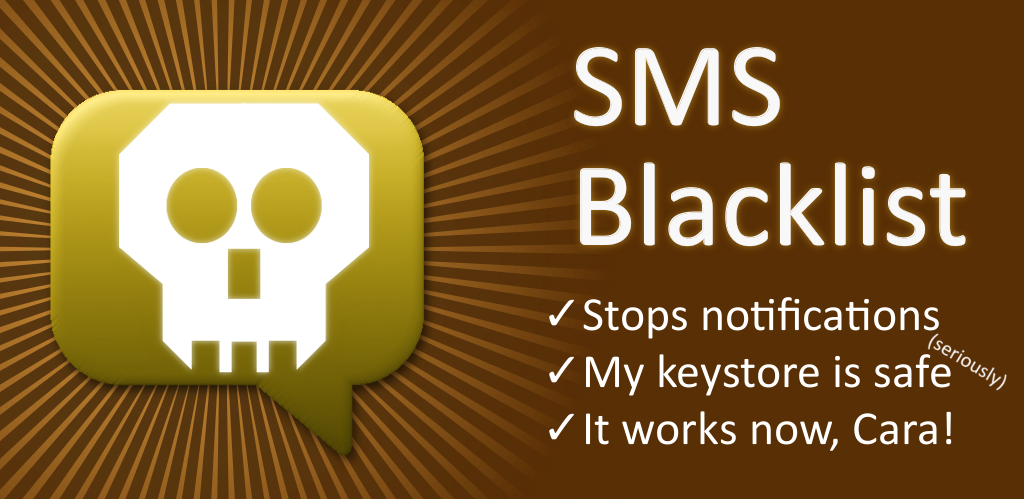 SMS
Blacklist
✓Stops notifications
(seriously)
✓My keystore is safe
✓It works now, Cara!